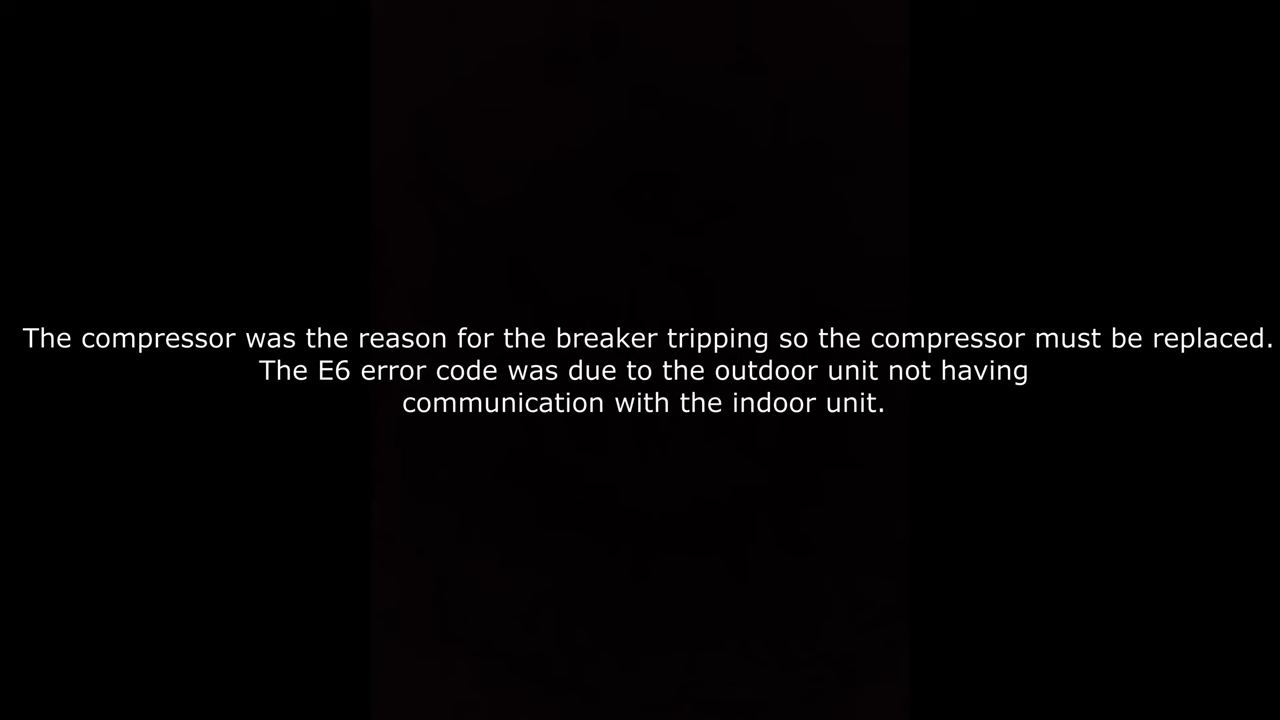 The compressor was the reason for the breaker tripping so the compressor must be replaced.
The E6 error code was due to the outdoor unit not having
communication with the indoor unit.